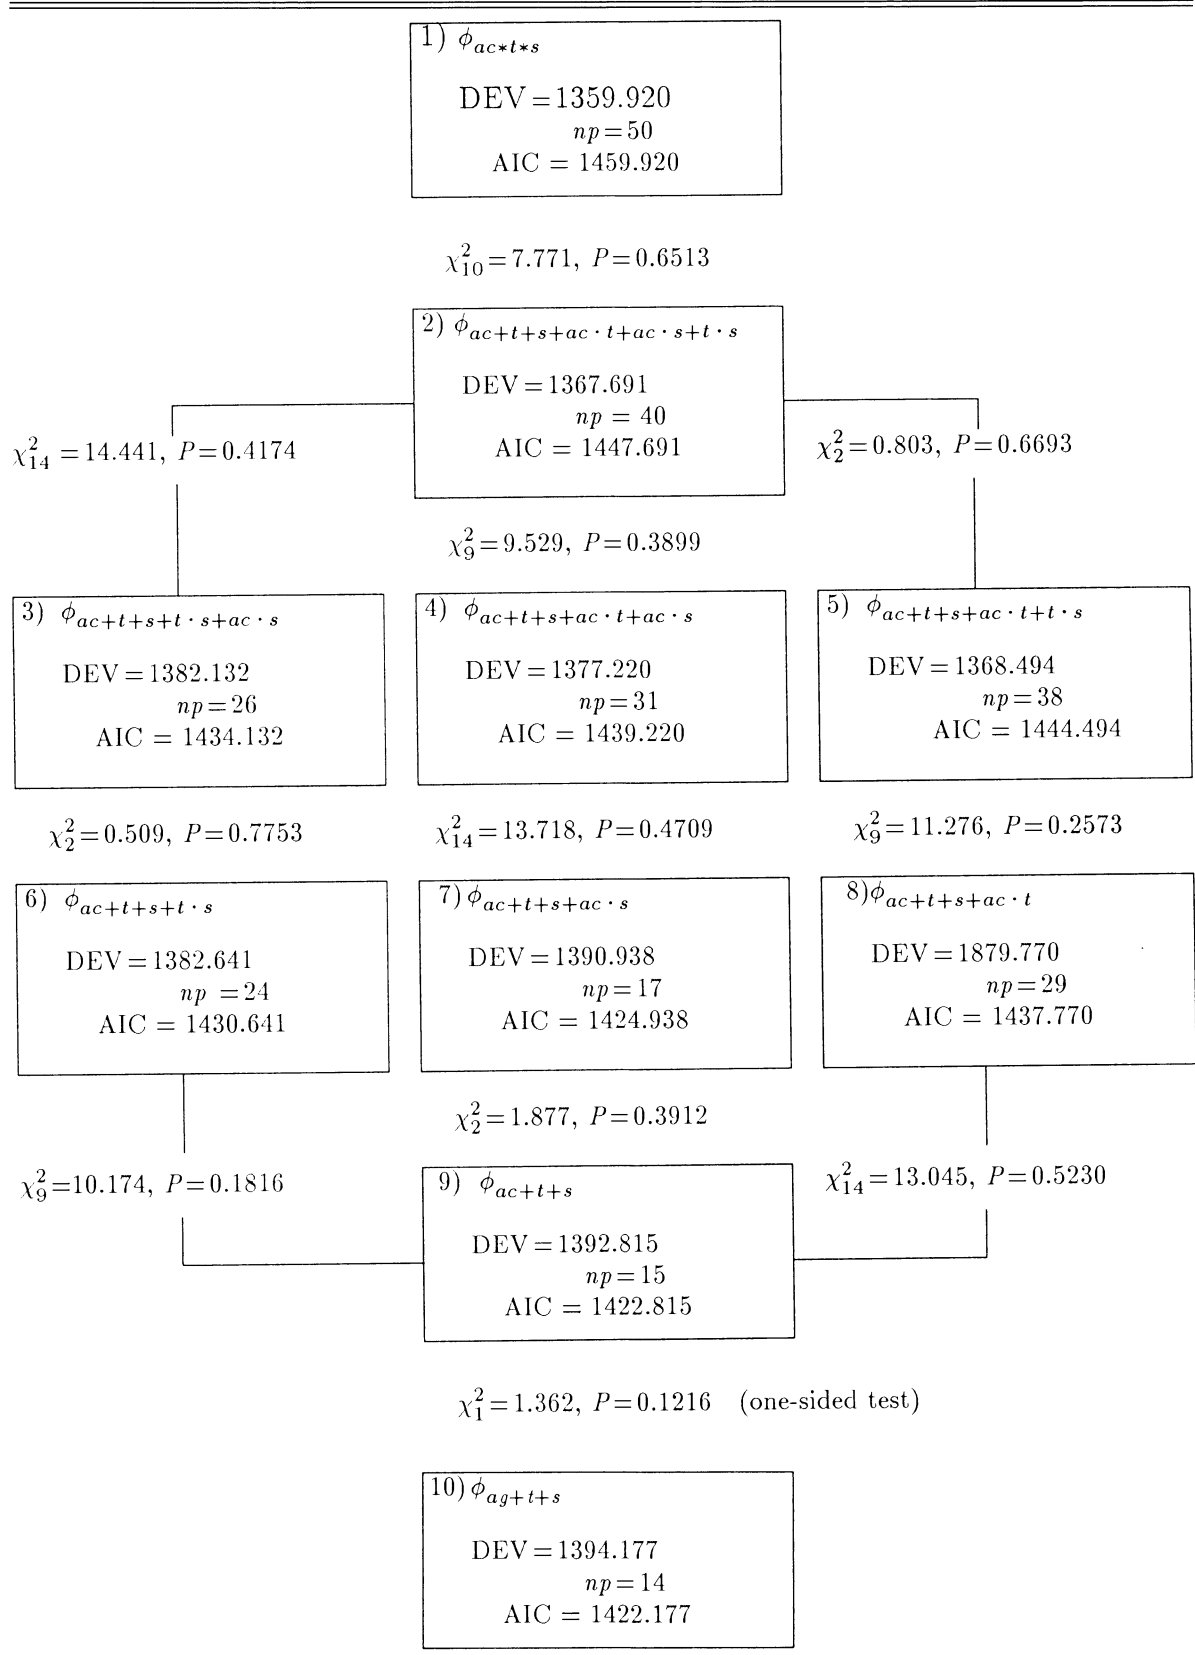 1) ϕ_{ac*t*s}
DEV = 1359.920
np = 50
AIC = 1459.920
χ²₁₀ = 7.771, P = 0.6513
2) ϕ_{ac+t+s+ac·t+ac·s+t·s}
DEV = 1367.691
np = 40
AIC = 1447.691
χ²₁₄ = 14.441, P = 0.4174
χ²₂ = 0.803, P = 0.6693
χ²₉ = 9.529, P = 0.3899
3) ϕ_{ac+t+s+t·s+ac·s}
DEV = 1382.132
np = 26
AIC = 1434.132
4) ϕ_{ac+t+s+ac·t+ac·s}
DEV = 1377.220
np = 31
AIC = 1439.220
5) ϕ_{ac+t+s+ac·t+t·s}
DEV = 1368.494
np = 38
AIC = 1444.494
χ²₂ = 0.509, P = 0.7753
χ²₁₄ = 13.718, P = 0.4709
χ²₉ = 11.276, P = 0.2573
6) ϕ_{ac+t+s+t·s}
DEV = 1382.641
np = 24
AIC = 1430.641
7) ϕ_{ac+t+s+ac·s}
DEV = 1390.938
np = 17
AIC = 1424.938
8) ϕ_{ac+t+s+ac·t}
DEV = 1879.770
np = 29
AIC = 1437.770
χ²₂ = 1.877, P = 0.3912
χ²₉ = 10.174, P = 0.1816
χ²₁₄ = 13.045, P = 0.5230
9) ϕ_{ac+t+s}
DEV = 1392.815
np = 15
AIC = 1422.815
χ²₁ = 1.362, P = 0.1216 (one-sided test)
10) ϕ_{ag+t+s}
DEV = 1394.177
np = 14
AIC = 1422.177